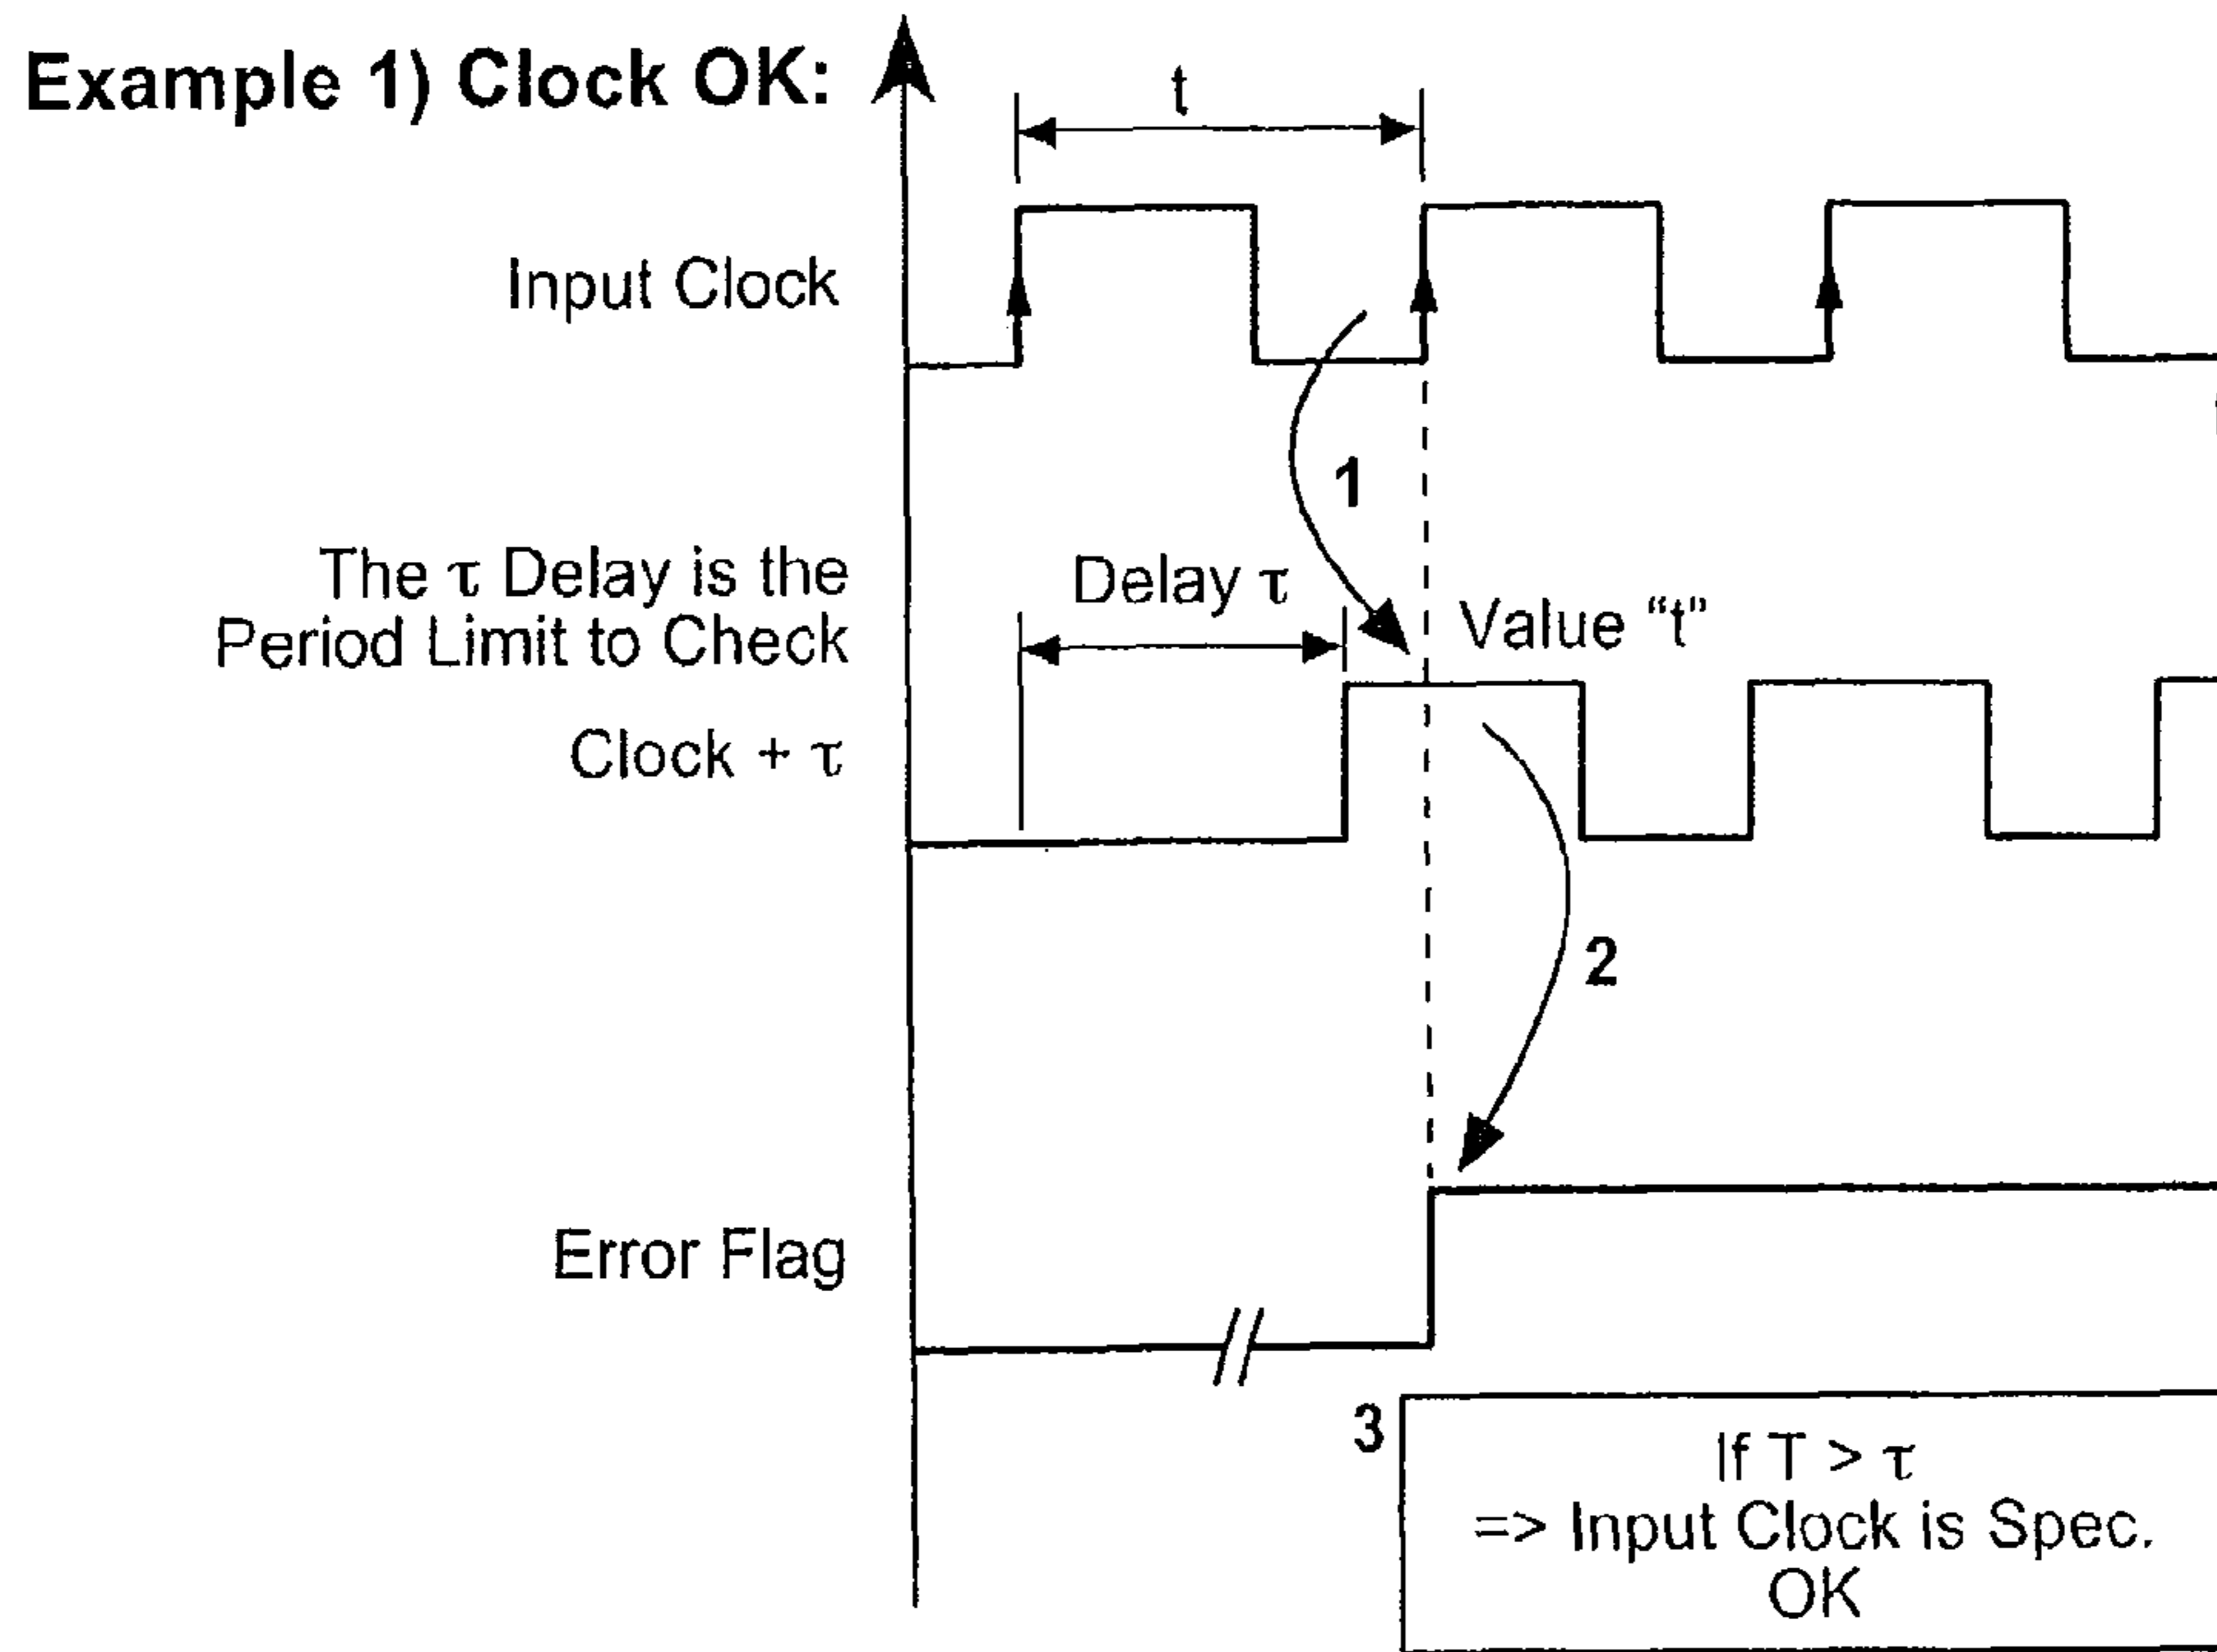 Example 1) Clock OK:
t
Input Clock
1
The τ Delay is the
Period Limit to Check
Delay τ
Value “t”
Clock + τ
2
Error Flag
3
If T > τ
=> Input Clock is Spec.
OK